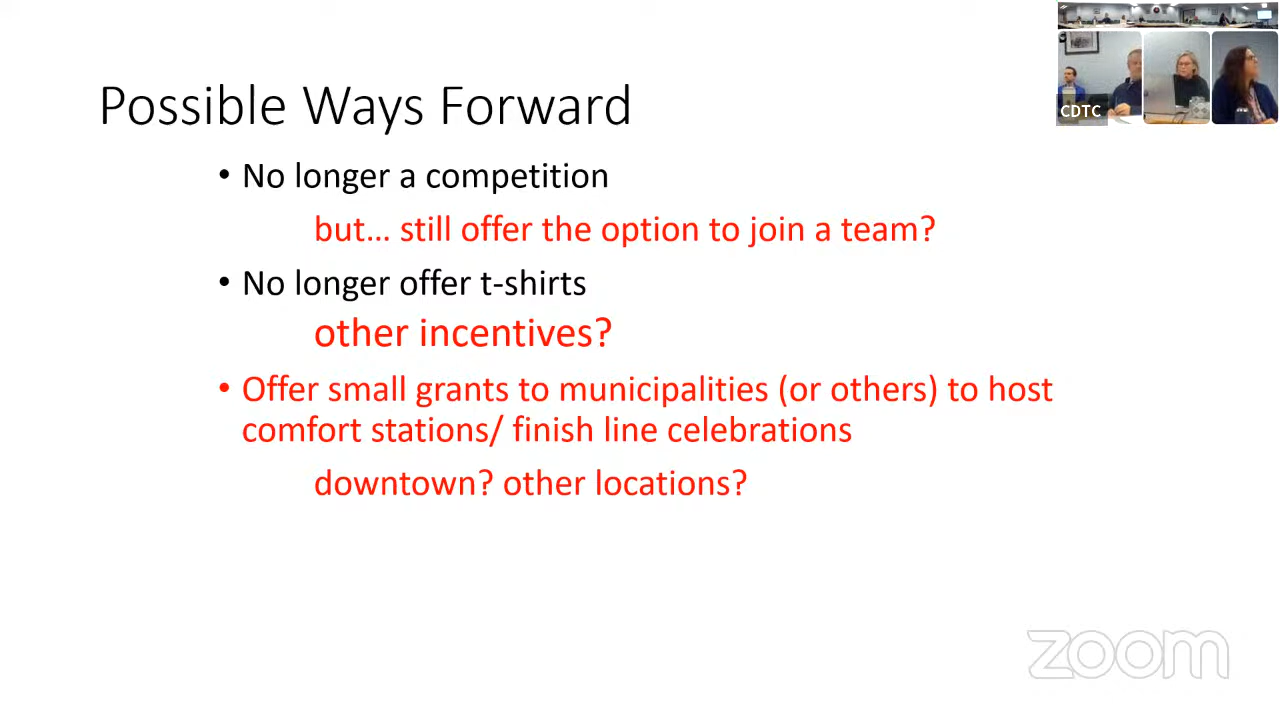 CDTC
Possible Ways Forward
• No longer a competition
but... still offer the option to join a team?
• No longer offer t-shirts
other incentives?
• Offer small grants to municipalities (or others) to host
comfort stations/ finish line celebrations
downtown? other locations?
zoom